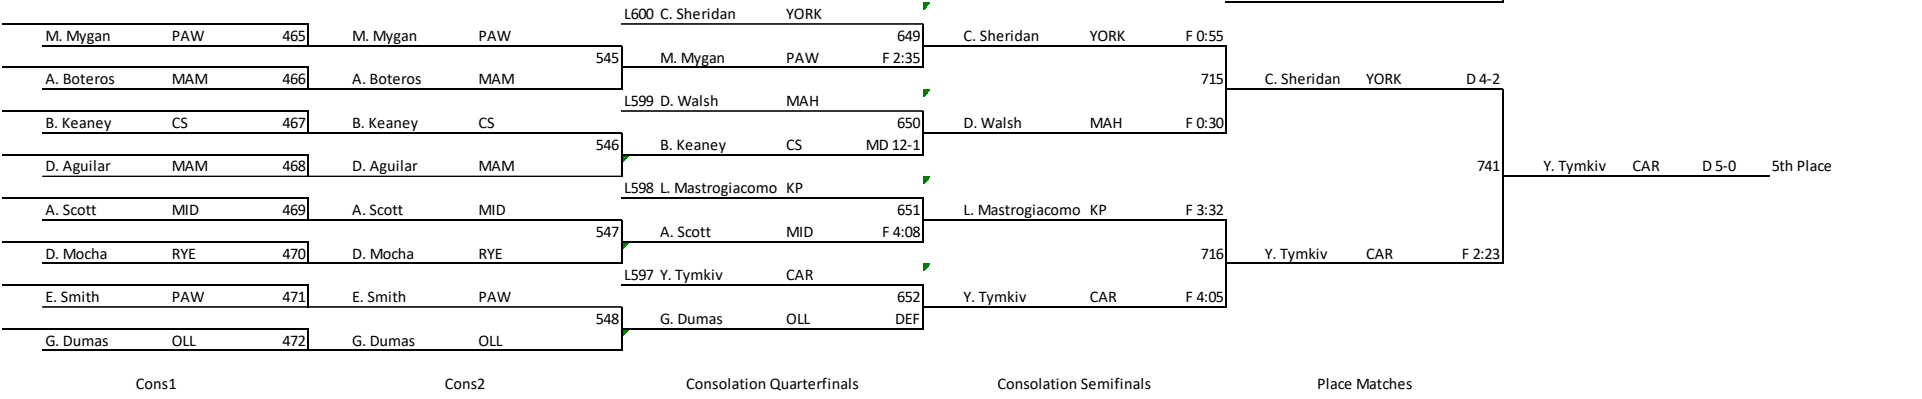 L600 C. Sheridan YORK
M. Mygan PAW 465 M. Mygan PAW 649 C. Sheridan YORK F 0:55
545 M. Mygan PAW F 2:35
A. Boteros MAM 466 A. Boteros MAM 715 C. Sheridan YORK D 4-2
L599 D. Walsh MAH
B. Keaney CS 467 B. Keaney CS 650 D. Walsh MAH F 0:30
546 B. Keaney CS MD 12-1
D. Aguilar MAM 468 D. Aguilar MAM 741 Y. Tymkiv CAR D 5-0 5th Place
L598 L. Mastrogiacomo KP
A. Scott MID 469 A. Scott MID 651 L. Mastrogiacomo KP F 3:32
547 A. Scott MID F 4:08
D. Mocha RYE 470 D. Mocha RYE 716 Y. Tymkiv CAR F 2:23
L597 Y. Tymkiv CAR
E. Smith PAW 471 E. Smith PAW 652 Y. Tymkiv CAR F 4:05
548 G. Dumas OLL DEF
G. Dumas OLL 472 G. Dumas OLL
Cons1 Cons2 Consolation Quarterfinals Consolation Semifinals Place Matches